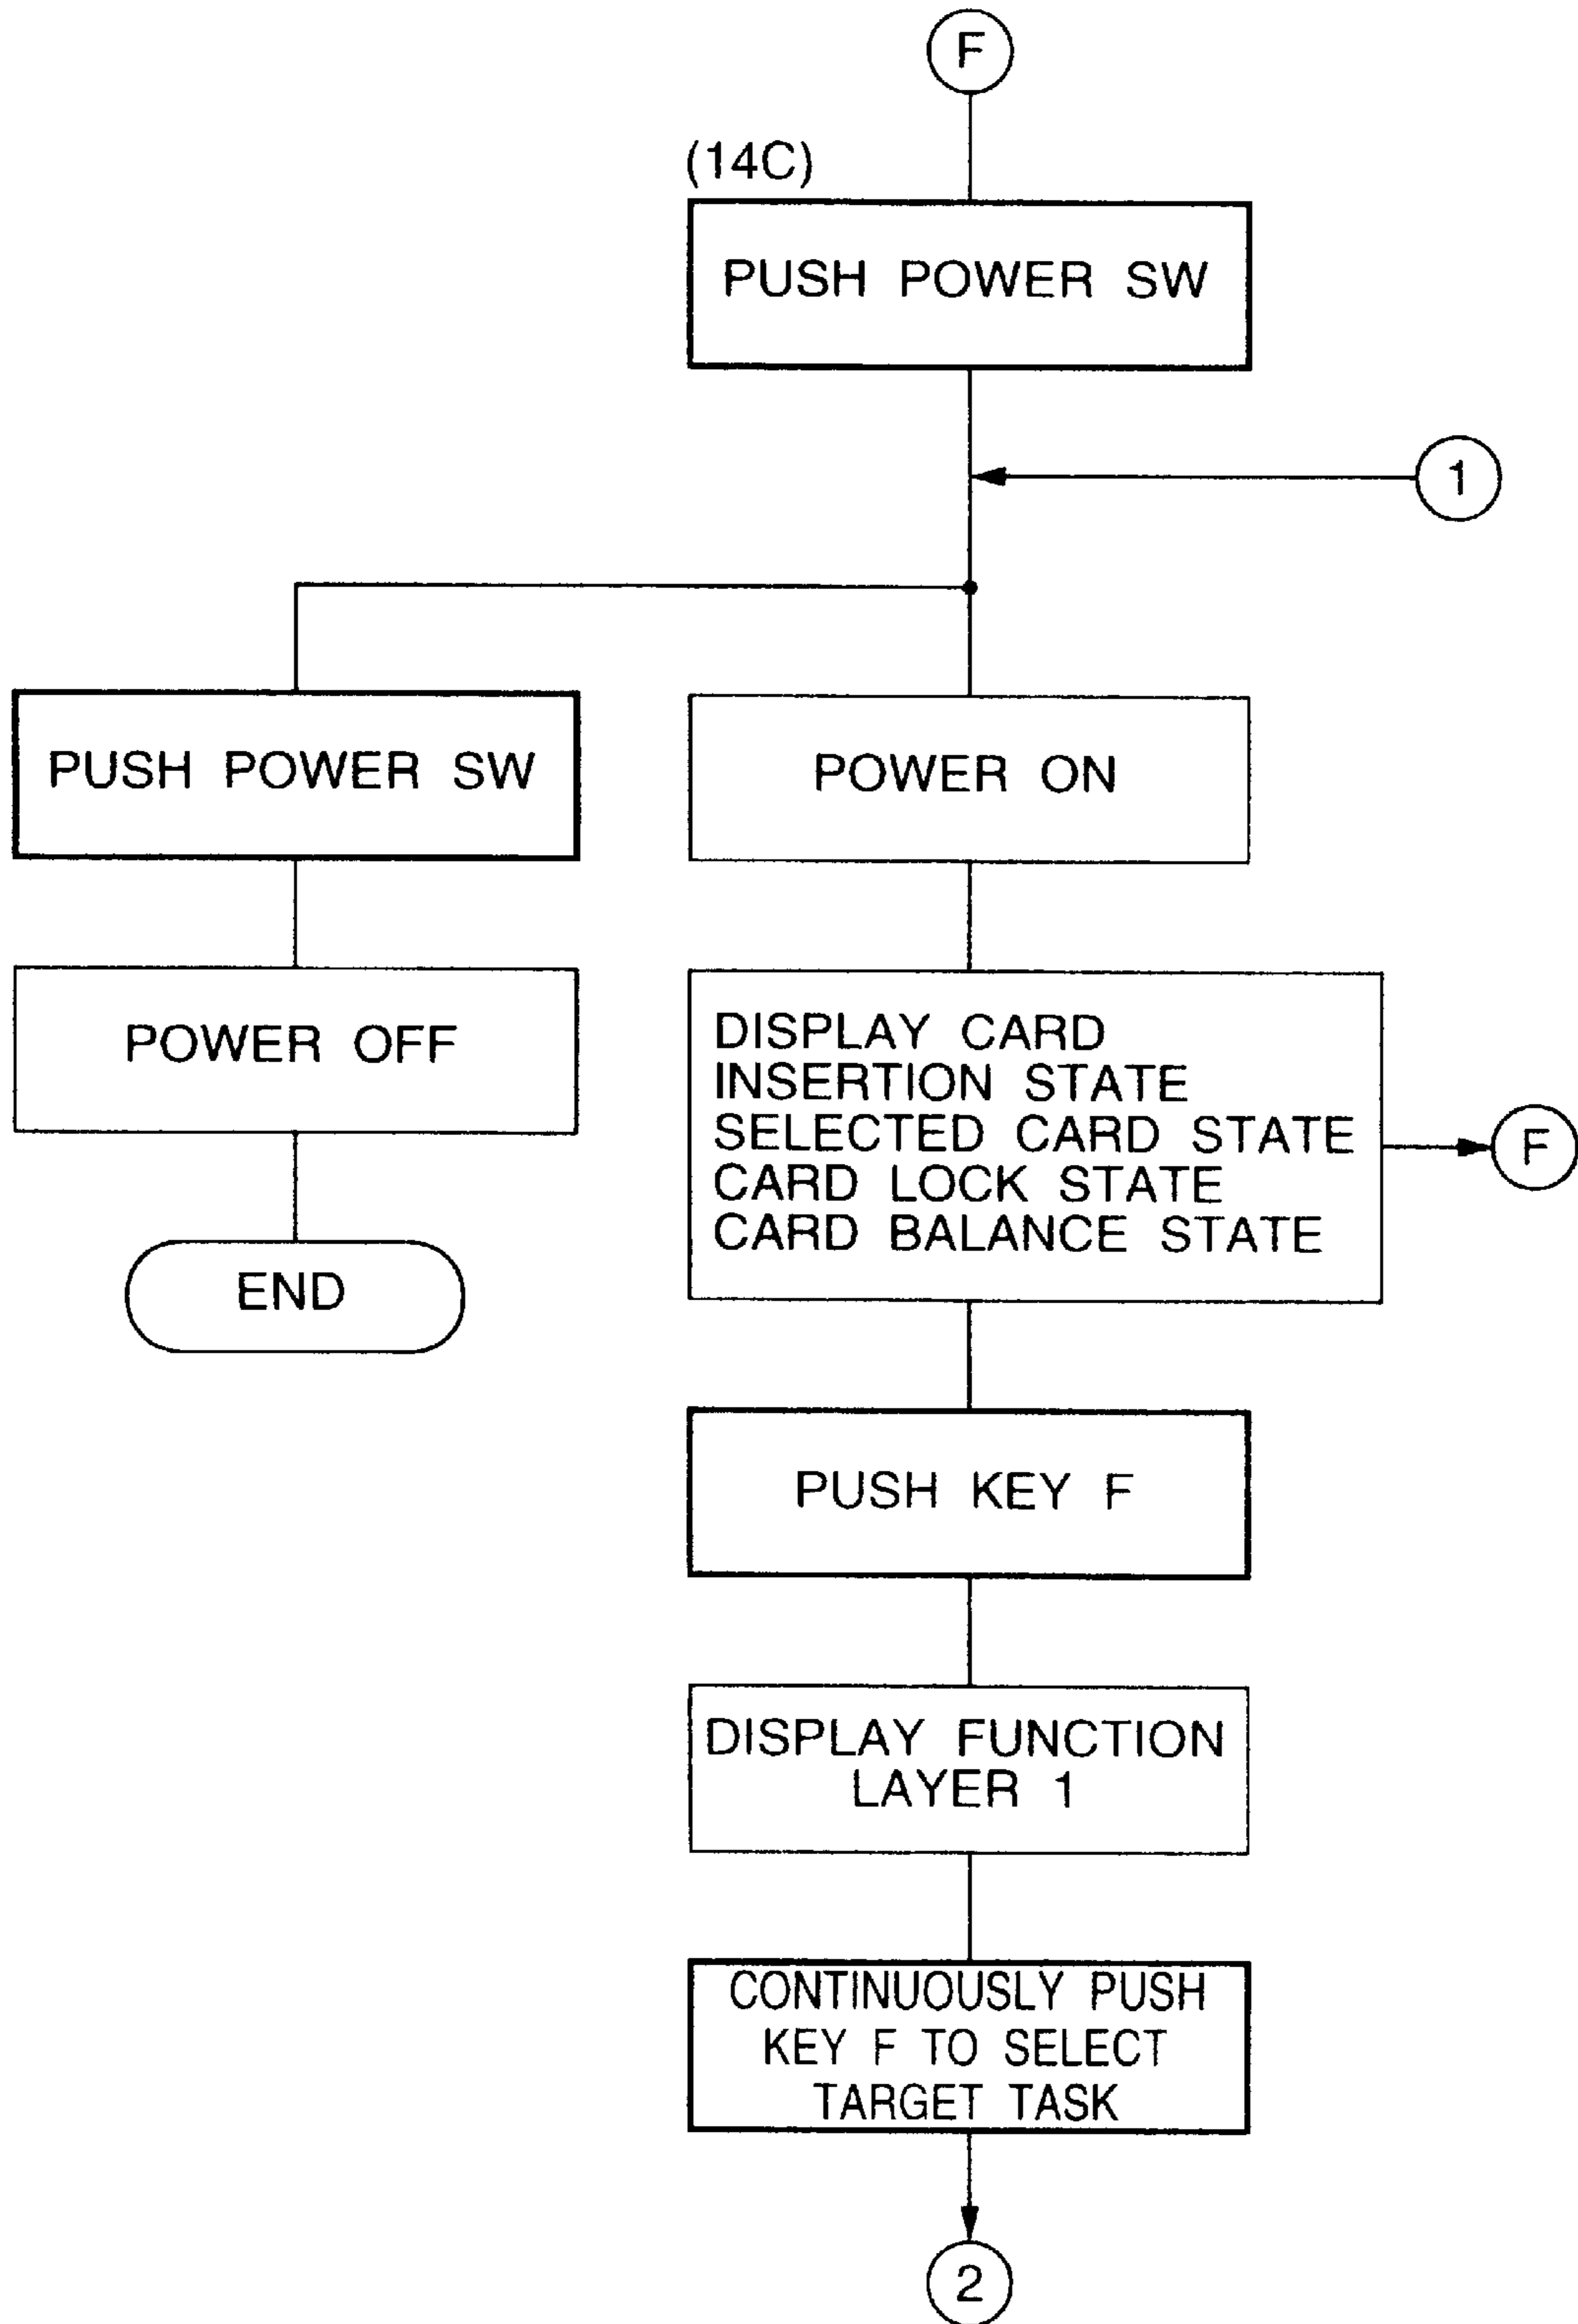 F
(14C)
PUSH POWER SW
1
PUSH POWER SW
POWER ON
POWER OFF
DISPLAY CARD
INSERTION STATE
SELECTED CARD STATE
CARD LOCK STATE
CARD BALANCE STATE
F
END
PUSH KEY F
DISPLAY FUNCTION
LAYER 1
CONTINUOUSLY PUSH
KEY F TO SELECT
TARGET TASK
2